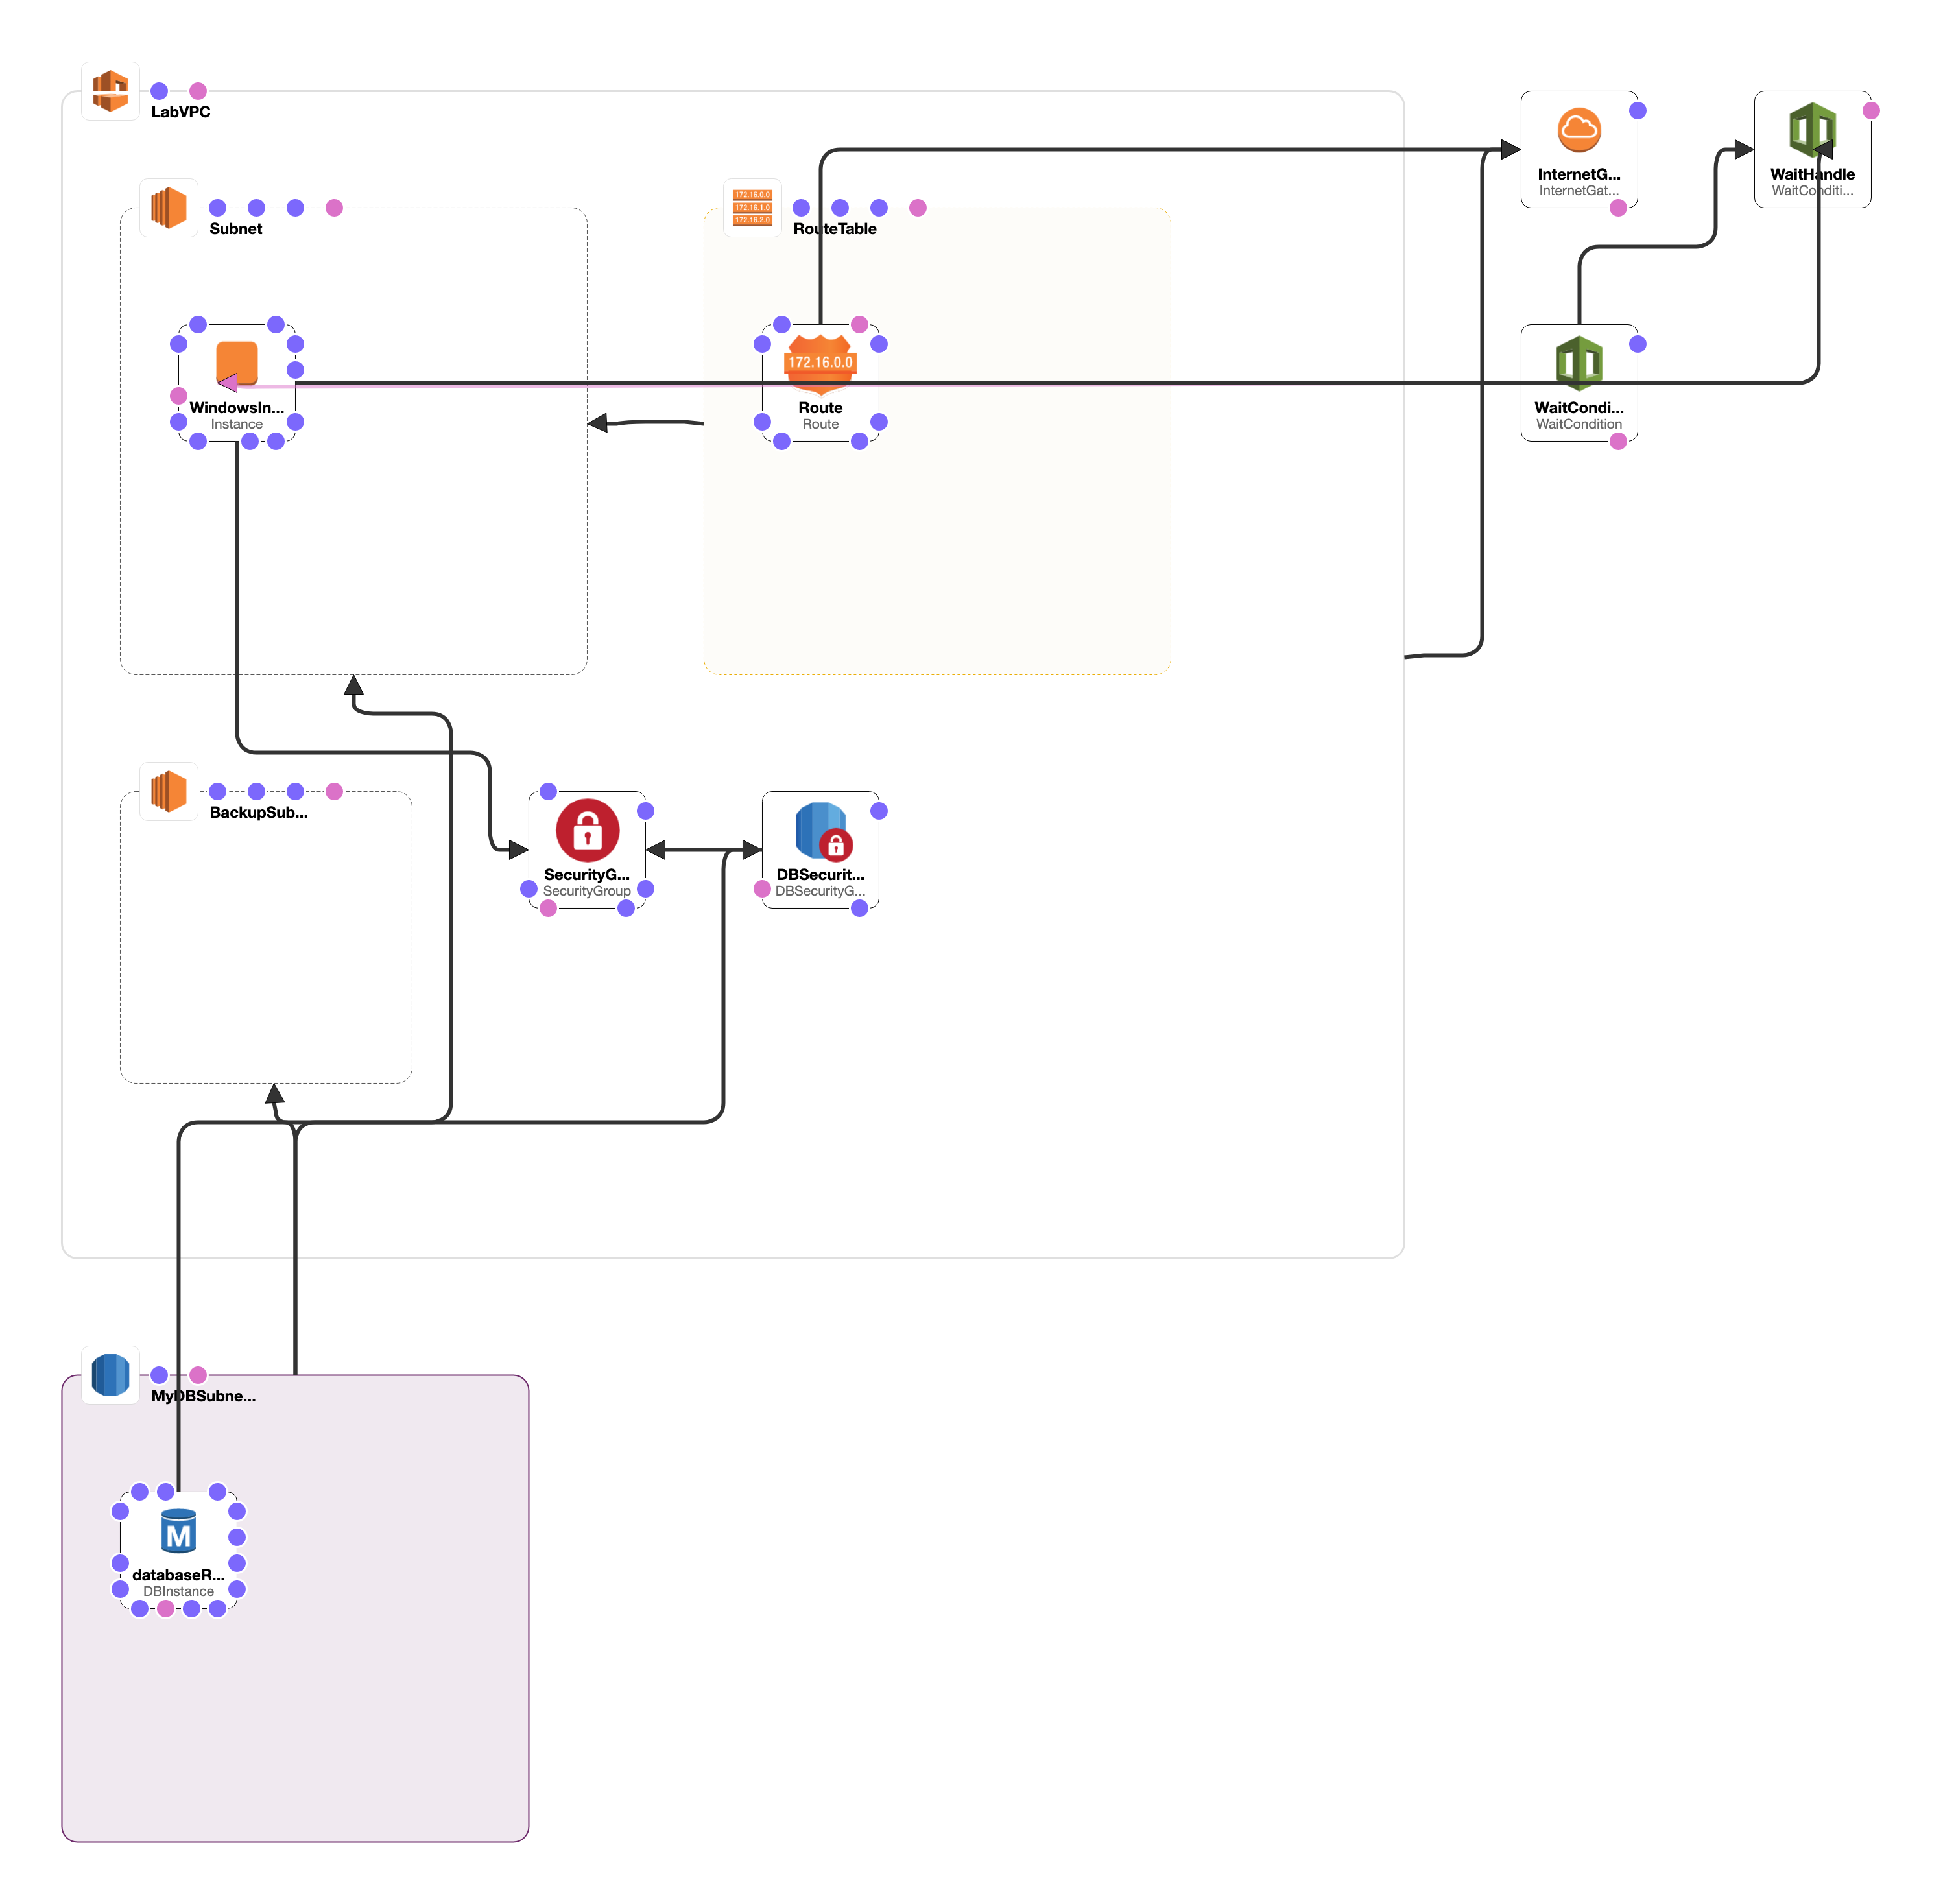 LabVPC
InternetG...
InternetGat...
WaitHandle
WaitConditi...
Subnet
172.16.0.0
172.16.1.0
172.16.2.0
RouteTable
WindowsIn...
Instance
172.16.0.0
Route
Route
WaitCondi...
WaitCondition
BackupSub...
SecurityG...
SecurityGroup
DBSecurit...
DBSecurityG...
MyDBSubne...
M
databaseR...
DBInstance